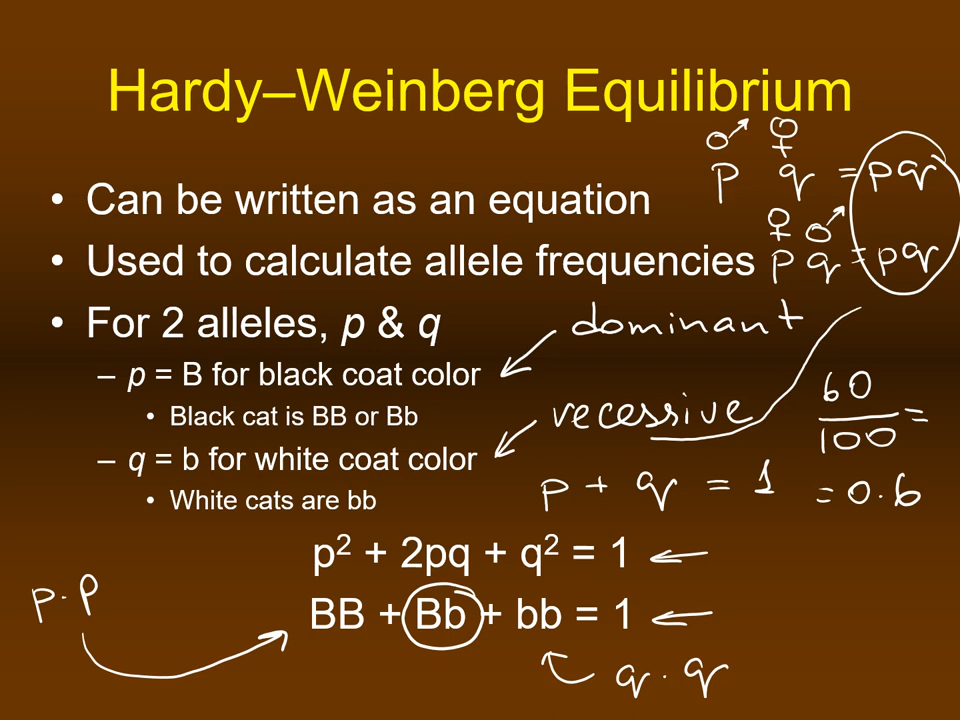 Hardy–Weinberg Equilibrium
♂ ♀
p q = pq
• Can be written as an equation
♀ ♂
• Used to calculate allele frequencies
p q = pq
• For 2 alleles, p & q
dominant
– p = B for black coat color
60
• Black cat is BB or Bb
recessive
100 =
– q = b for white coat color
p + q = 1
= 0.6
• White cats are bb
p² + 2pq + q² = 1
p · p
BB + Bb + bb = 1
q · q